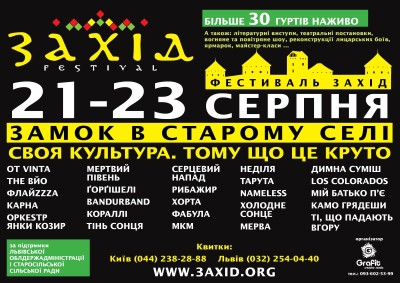 ЗАХІД
FESTIVAL
БІЛЬШЕ 30 ГУРТІВ НАЖИВО
А також: літературні виступи, театральні постановки,
вогняне та повітряне шоу, реконструкції лицарських боїв,
ярмарок, майстер-класи ...
ФЕСТИВАЛЬ ЗАХІД
21-23 СЕРПНЯ
ЗАМОК В СТАРОМУ СЕЛІ
СВОЯ КУЛЬТУРА. ТОМУ ЩО ЦЕ КРУТО
ОТ VINTA
THE ВЙО
ФЛАЙZZZА
КАРНА
ОРКЕСТР
ЯНКИ КОЗИР
МЕРТВИЙ
ПІВЕНЬ
ҐОРҐІШЕЛІ
BANDURBAND
КОРАЛЛІ
ТІНЬ СОНЦЯ
СЕРЦЕВИЙ
НАПАД
РИБАЖИР
ХОРТА
ФАБУЛА
МКМ
НЕДІЛЯ
ТАРУТА
NAMELESS
ХОЛОДНЕ
СОНЦЕ
МЕРВА
ДИМНА СУМІШ
LOS COLORADOS
МІЙ БАТЬКО П'Є
КАМО ГРЯДЕШИ
ТІ, ЩО ПАДАЮТЬ
ВГОРУ
за підтримки
ЛЬВІВСЬКОЇ
ОБЛДЕРЖАДМІНІСТРАЦІЇ
І СТАРОСІЛЬСЬКОЇ
СІЛЬСЬКОЇ РАДИ
Квитки:
Київ (044) 238-28-88 Львів (032) 254-04-40
WWW.3AXID.ORG
організатор
Grafit